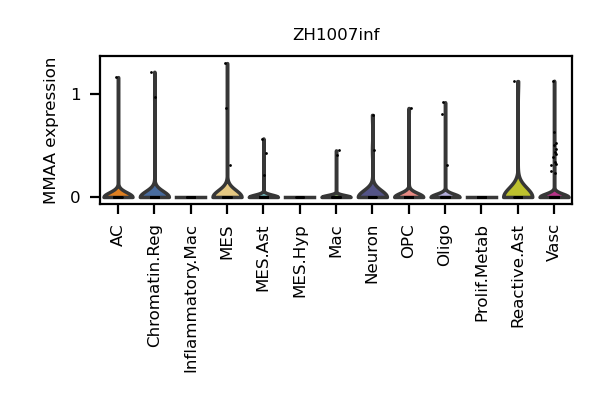 ZH1007inf
MMAA expression
1
0
AC
Chromatin.Reg
Inflammatory.Mac
MES
MES.Ast
MES.Hyp
Mac
Neuron
OPC
Oligo
Prolif.Metab
Reactive.Ast
Vasc